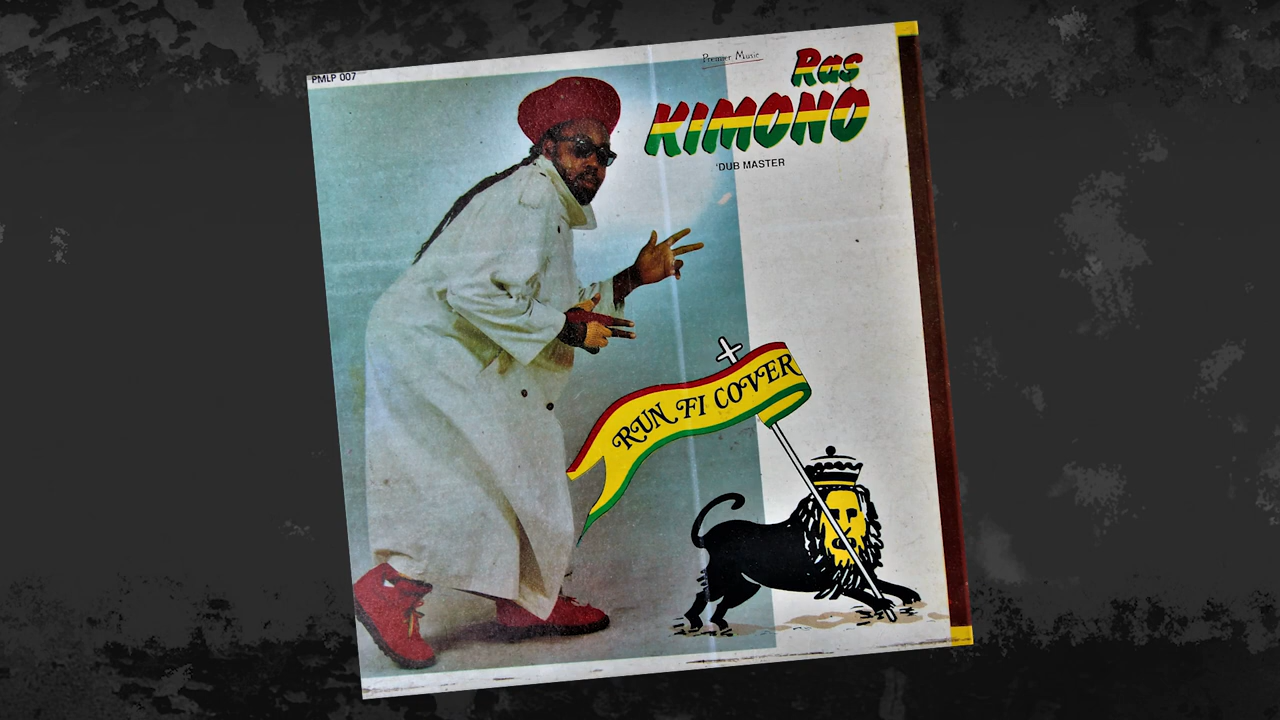 PMLP 007
Premier Music
Ras
KIMONO
'DUB MASTER
RUN FI COVER